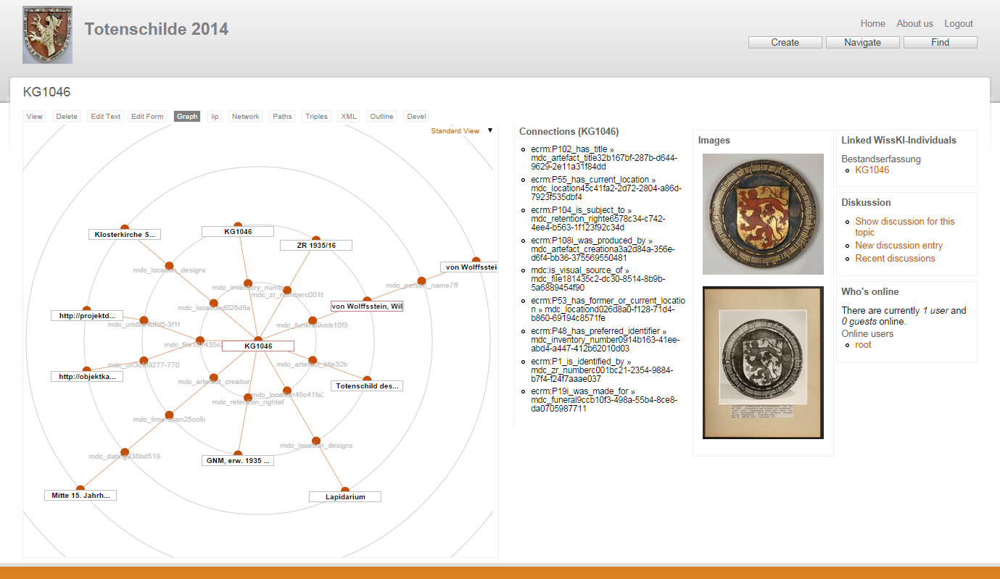 Totenschilde 2014
Home About us Logout
Create Navigate Find
KG1046
View Delete Edit Text Edit Form Graph iip Network Paths Triples XML Outline Devel
Standard View ▼
Klosterkirche S...
KG1046
ZR 1935/16
von Wolffsstei
mdc_location_designa
mdc_person_name7ff
mdc_inventory_numb
mdc_zr_numberc001b
von Wolffsstein, Wil
mdc_locationd026d8a
http://projektd...
mdc_funeral9ccb10f3-
mdc_file181435c2
KG1046
mdc_artefact_title32b
http://objektka...
mdc_artefact_creation
Totenschild des...
mdc_location45c41fa2
mdc_retention_righte6
mdc_time-span25cc8
mdc_location_designa
mdc_dating936bd518
GNM, erw. 1935 ...
Mitte 15. Jahrh...
Lapidarium
Connections (KG1046)
ecrm:P102_has_title »
mdc_artefact_title32b167bf-287b-d644-
9629-2e11a31f84dd
ecrm:P55_has_current_location »
mdc_location45c41fa2-2d72-2804-a86d-
7923f535dbf4
ecrm:P104_is_subject_to »
mdc_retention_righte6578c34-c742-
4ee4-b563-1f123f92c34d
ecrm:P108i_was_produced_by »
mdc_artefact_creationa3a2d84a-356e-
d6f4-bb36-375569550481
mdc:is_visual_source_of »
mdc_file181435c2-dc30-8514-8b9b-
5a6889454f90
ecrm:P53_has_former_or_current_locatio
n » mdc_locationd026d8a0-f128-71d4-
b860-69194c8571fe
ecrm:P48_has_preferred_identifier »
mdc_inventory_number0914b163-41ee-
abd4-a447-412b62010d03
ecrm:P1_is_identified_by »
mdc_zr_numberc001bc21-2354-9884-
b7f4-f24f7aaae037
ecrm:P19i_was_made_for »
mdc_funeral9ccb10f3-498a-55b4-8ce8-
da0705987711
Images
Linked WissKI-Individuals
Bestandserfassung
KG1046
Diskussion
Show discussion for this
topic
New discussion entry
Recent discussions
Who's online
There are currently 1 user and
0 guests online.
Online users
root